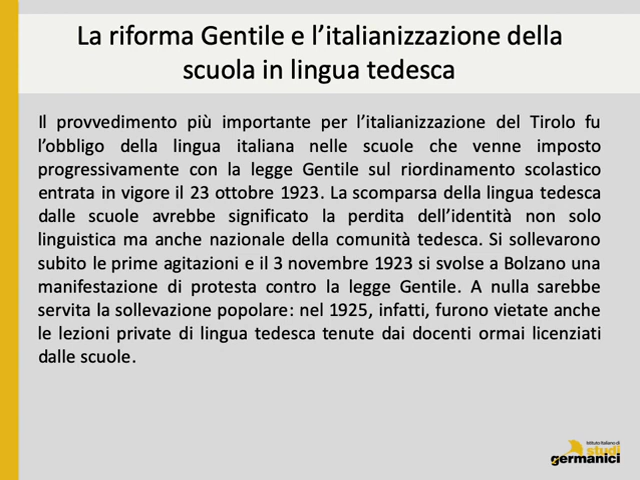 La riforma Gentile e l’italianizzazione della
scuola in lingua tedesca
Il provvedimento più importante per l’italianizzazione del Tirolo fu
l’obbligo della lingua italiana nelle scuole che venne imposto
progressivamente con la legge Gentile sul riordinamento scolastico
entrata in vigore il 23 ottobre 1923. La scomparsa della lingua tedesca
dalle scuole avrebbe significato la perdita dell’identità non solo
linguistica ma anche nazionale della comunità tedesca. Si sollevarono
subito le prime agitazioni e il 3 novembre 1923 si svolse a Bolzano una
manifestazione di protesta contro la legge Gentile. A nulla sarebbe
servita la sollevazione popolare: nel 1925, infatti, furono vietate anche
le lezioni private di lingua tedesca tenute dai docenti ormai licenziati
dalle scuole.
Istituto Italiano di
studi
germanici